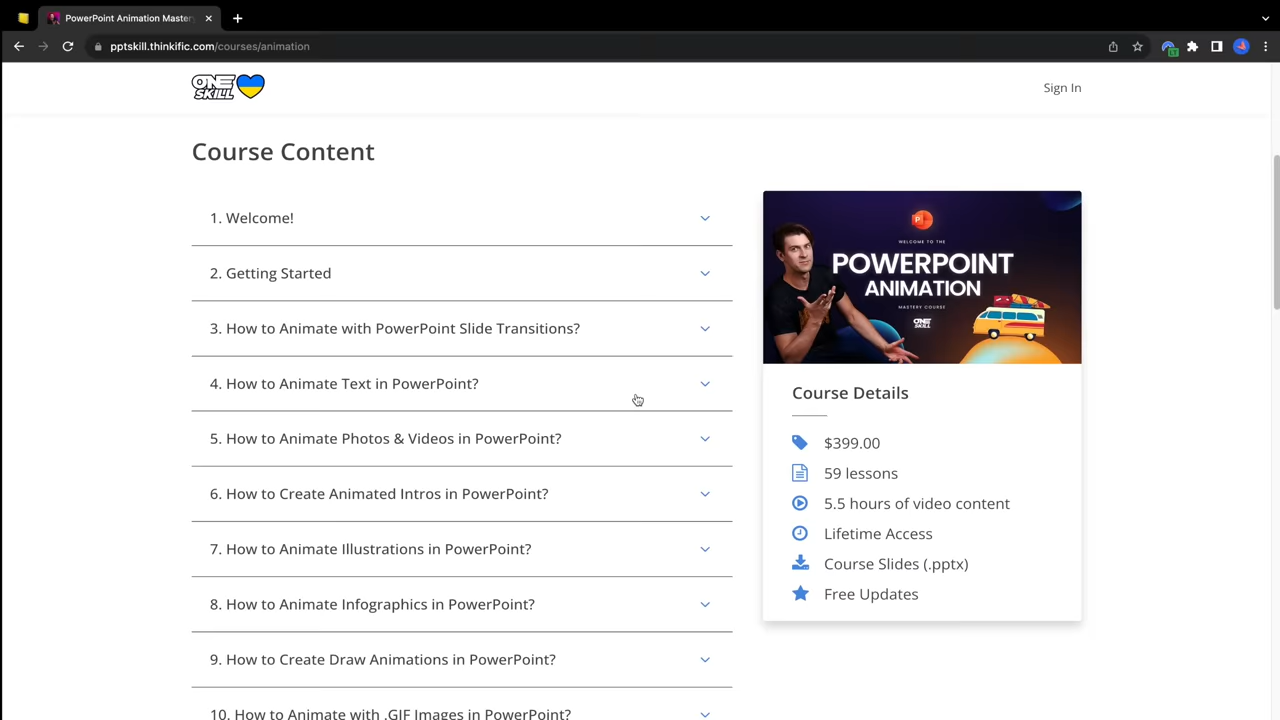 PowerPoint Animation Master
pptskill.thinkific.com/courses/animation
ONE
SKILL
Sign In
Course Content
1. Welcome!
2. Getting Started
3. How to Animate with PowerPoint Slide Transitions?
4. How to Animate Text in PowerPoint?
5. How to Animate Photos & Videos in PowerPoint?
6. How to Create Animated Intros in PowerPoint?
7. How to Animate Illustrations in PowerPoint?
8. How to Animate Infographics in PowerPoint?
9. How to Create Draw Animations in PowerPoint?
10. How to Animate with .GIF Images in PowerPoint?
P
WELCOME TO THE
POWERPOINT
ANIMATION
MASTERY COURSE
ONE
SKILL
Course Details
$399.00
59 lessons
5.5 hours of video content
Lifetime Access
Course Slides (.pptx)
Free Updates